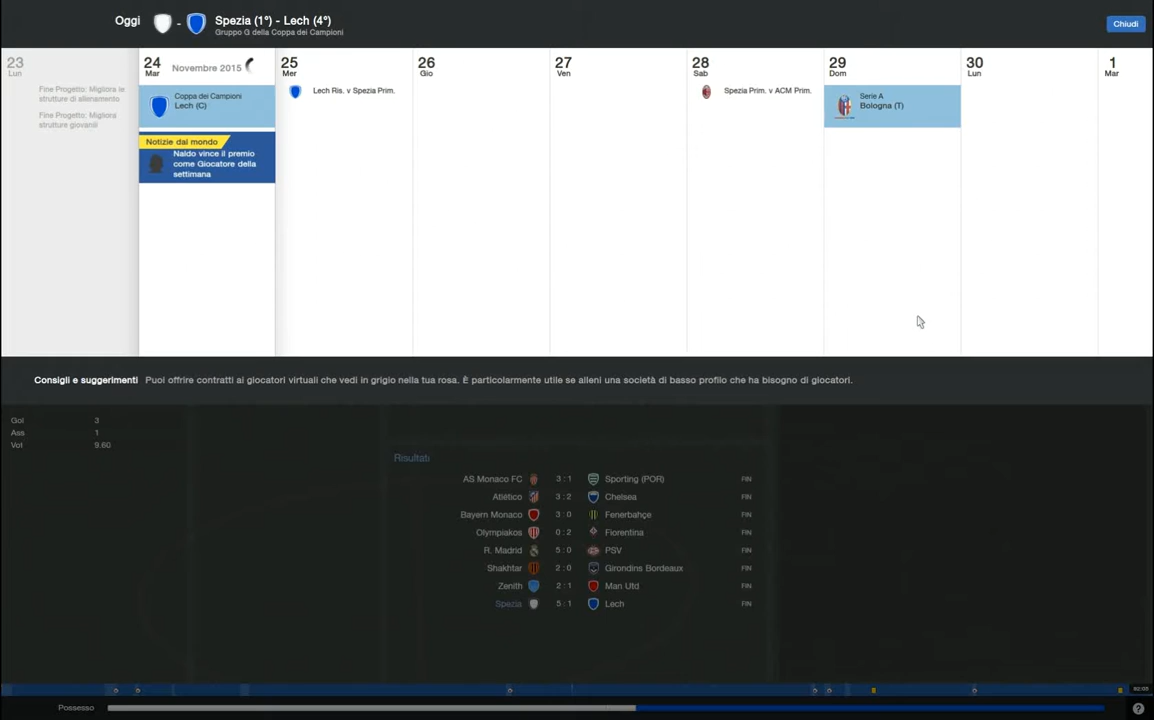 Oggi
Spezia (1°) - Lech (4°)
Gruppo G della Coppa dei Campioni
Chiudi
23
Lun
Fine Progetto: Migliora le
strutture di allenamento
Fine Progetto: Migliora
strutture giovanili
24
Mar
Novembre 2015
Coppa dei Campioni
Lech (C)
Notizie dal mondo
Naldo vince il premio
come Giocatore della
settimana
25
Mer
Lech Ris. v Spezia Prim.
26
Gio
27
Ven
28
Sab
Spezia Prim. v ACM Prim.
29
Dom
Serie A
Bologna (T)
30
Lun
1
Mar
Consigli e suggerimenti Puoi offrire contratti ai giocatori virtuali che vedi in grigio nella tua rosa. È particolarmente utile se alleni una società di basso profilo che ha bisogno di giocatori.
Gol 3
Ass 1
Vot 9.60
Risultati
AS Monaco FC 3 : 1 Sporting (POR) FIN
Atlético 3 : 2 Chelsea FIN
Bayern Monaco 3 : 0 Fenerbahçe FIN
Olympiakos 0 : 2 Fiorentina FIN
R. Madrid 5 : 0 PSV FIN
Shakhtar 2 : 0 Girondins Bordeaux FIN
Zenith 2 : 1 Man Utd FIN
Spezia 5 : 1 Lech FIN
92:05
Possesso
?